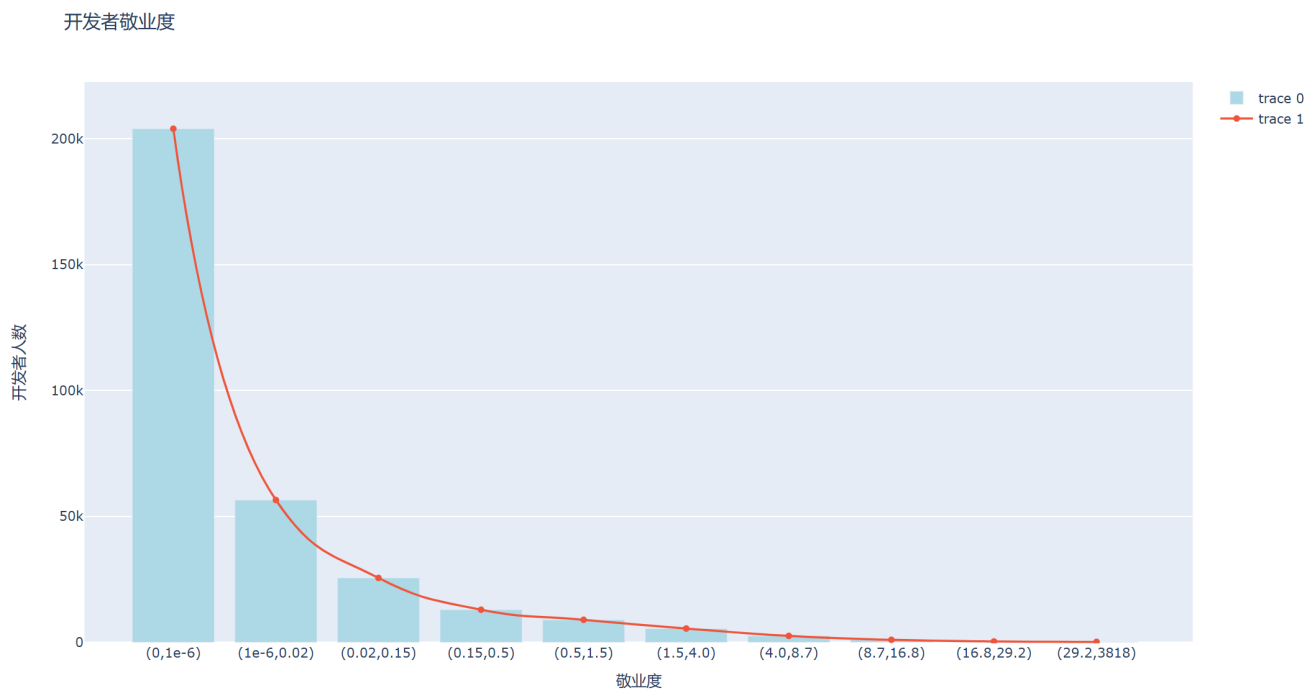 开发者敬业度
trace 0
trace 1
200k
150k
100k
50k
0
开发者人数
(0,1e-6)
(1e-6,0.02)
(0.02,0.15)
(0.15,0.5)
(0.5,1.5)
(1.5,4.0)
(4.0,8.7)
(8.7,16.8)
(16.8,29.2)
(29.2,3818)
敬业度